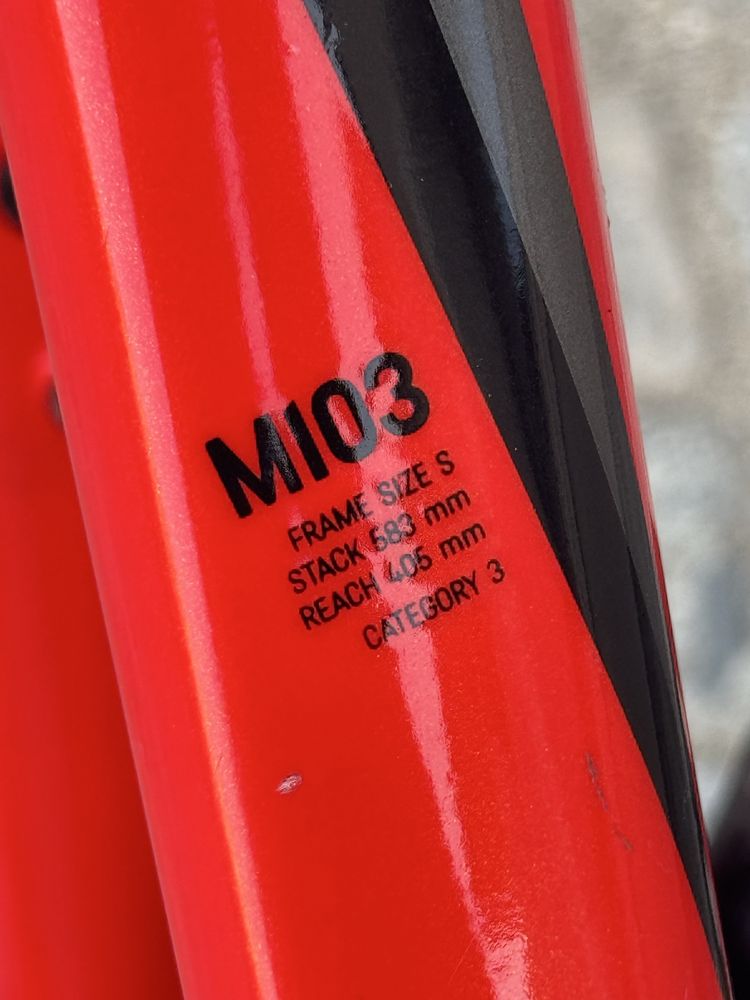 MI03
FRAME SIZE S
STACK 583 mm
REACH 405 mm
CATEGORY 3